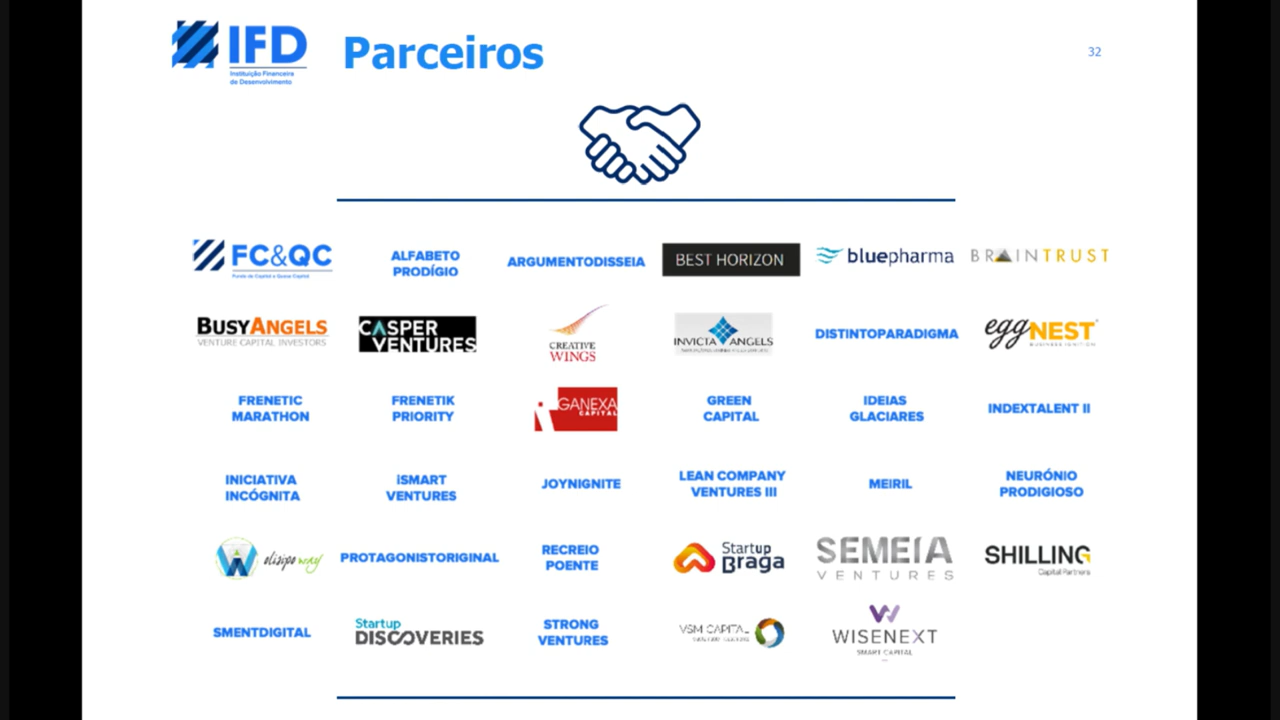 IFD
Instituição Financeira
de Desenvolvimento
Parceiros
32
FC&QC
Fundo de Capital e Quase Capital
ALFABETO
PRODÍGIO
ARGUMENTODISSEIA
BEST HORIZON
bluepharma
BRAINTRUST
BUSYANGELS
VENTURE CAPITAL INVESTORS
CASPER
VENTURES
CREATIVE
WINGS
INVICTA ANGELS
DISTINTOPARADIGMA
eggNEST
BUSINESS IGNITION
FRENETIC
MARATHON
FRENETIK
PRIORITY
GANEXA
CAPITAL
GREEN
CAPITAL
IDEIAS
GLACIARES
INDEXTALENT II
INICIATIVA
INCÓGNITA
iSMART
VENTURES
JOYNIGNITE
LEAN COMPANY
VENTURES III
MEIRIL
NEURÓNIO
PRODIGIOSO
olisipo way
PROTAGONISTORIGINAL
RECREIO
POENTE
Startup
Braga
SEMEIA
VENTURES
SHILLING
Capital Partners
SMENTDIGITAL
Startup
DISCOVERIES
STRONG
VENTURES
VSM CAPITAL
WISENEXT
SMART CAPITAL